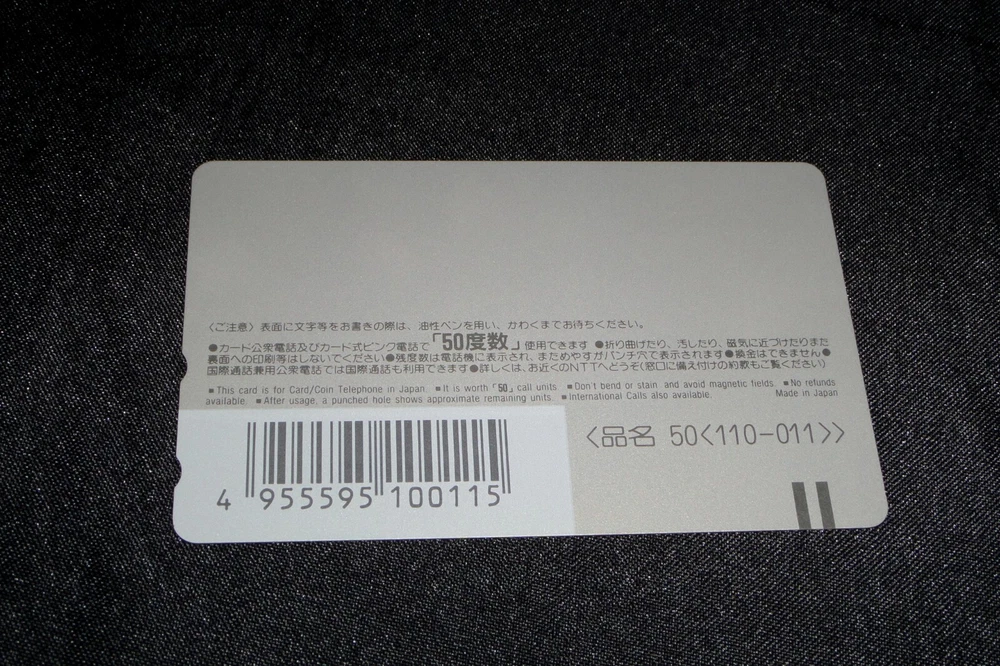 〈ご注意〉表面に文字等をお書きの際は、油性ペンを用い、かわくまでお待ちください。
●カード公衆電話及びカード式ピンク電話で「50度数」使用できます ●折り曲げたり、汚したり、磁気に近づけたりまた
裏面への印刷等はしないでください●残度数は電話機に表示され、まためやすがパンチ穴で表示されます●換金はできません●
国際通話兼用公衆電話では国際通話も利用できます●詳しくは、お近くのNTTへどうぞ(窓口に備え付けの約款もご覧ください)
■This card is for Card/Coin Telephone in Japan. ■It is worth「50」call units ■Don't bend or stain and avoid magnetic fields. ■No refunds
available. ■After usage, a punched hole shows approximate remaining units. ■International Calls also available. Made in Japan
〈品名 50〈110-011〉〉
4 955595 100115